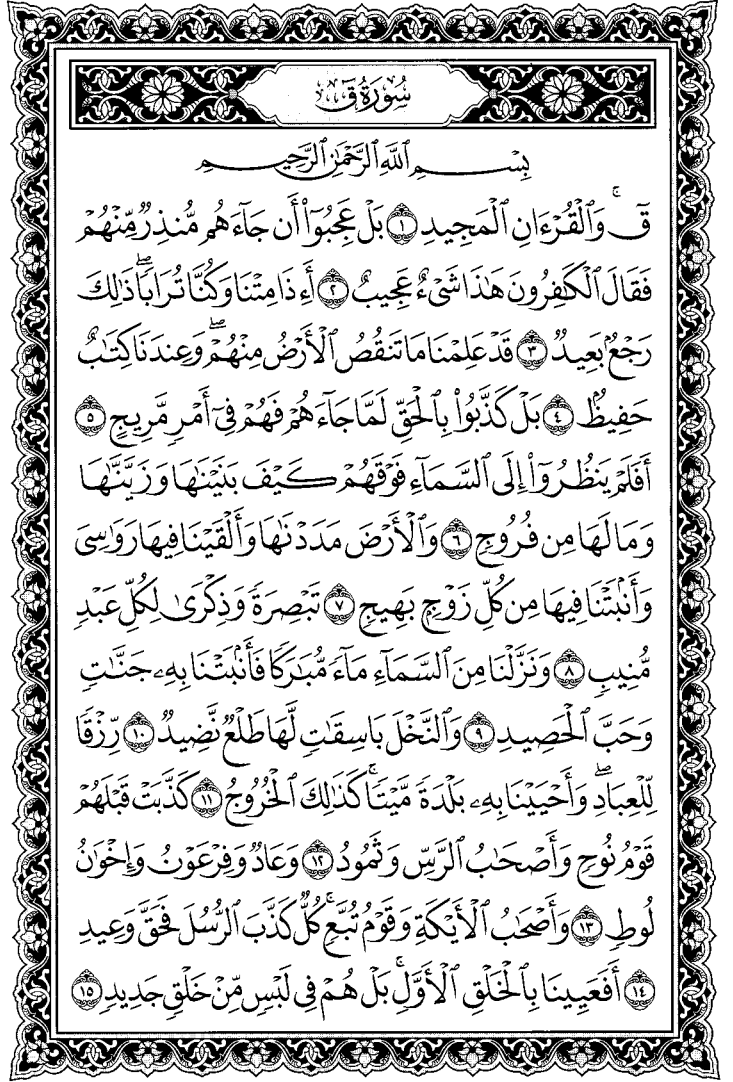 سُورَةُ قٓ
بِسْمِ ٱللَّهِ ٱلرَّحْمَٰنِ ٱلرَّحِيمِ
قٓۚ وَٱلْقُرْءَانِ ٱلْمَجِيدِ ١ بَلْ عَجِبُوٓا۟ أَن جَآءَهُم مُّنذِرٌ مِّنْهُمْ
فَقَالَ ٱلْكَٰفِرُونَ هَٰذَا شَىْءٌ عَجِيبٌ ٢ أَءِذَا مِتْنَا وَكُنَّا تُرَابًاۖ ذَٰلِكَ
رَجْعٌۢ بَعِيدٌ ٣ قَدْ عَلِمْنَا مَا تَنقُصُ ٱلْأَرْضُ مِنْهُمْۖ وَعِندَنَا كِتَٰبٌ
حَفِيظٌۢ ٤ بَلْ كَذَّبُوا۟ بِٱلْحَقِّ لَمَّا جَآءَهُمْ فَهُمْ فِىٓ أَمْرٍ مَّرِيجٍ ٥
أَفَلَمْ يَنظُرُوٓا۟ إِلَى ٱلسَّمَآءِ فَوْقَهُمْ كَيْفَ بَنَيْنَٰهَا وَزَيَّنَّٰهَا
وَمَا لَهَا مِن فُرُوجٍ ٦ وَٱلْأَرْضَ مَدَدْنَٰهَا وَأَلْقَيْنَا فِيهَا رَوَٰسِىَ
وَأَنۢبَتْنَا فِيهَا مِن كُلِّ زَوْجٍۭ بَهِيجٍ ٧ تَبْصِرَةً وَذِكْرَىٰ لِكُلِّ عَبْدٍ
مُّنِيبٍ ٨ وَنَزَّلْنَا مِنَ ٱلسَّمَآءِ مَآءً مُّبَٰرَكًا فَأَنۢبَتْنَا بِهِۦ جَنَّٰتٍ
وَحَبَّ ٱلْحَصِيدِ ٩ وَٱلنَّخْلَ بَاسِقَٰتٍ لَّهَا طَلْعٌ نَّضِيدٌ ١٠ رِّزْقًا
لِّلْعِبَادِۖ وَأَحْيَيْنَا بِهِۦ بَلْدَةً مَّيْتًاۚ كَذَٰلِكَ ٱلْخُرُوجُ ١١ كَذَّبَتْ قَبْلَهُمْ
قَوْمُ نُوحٍ وَأَصْحَٰبُ ٱلرَّسِّ وَثَمُودُ ١٢ وَعَادٌ وَفِرْعَوْنُ وَإِخْوَٰنُ
لُوطٍ ١٣ وَأَصْحَٰبُ ٱلْأَيْكَةِ وَقَوْمُ تُبَّعٍۚ كُلٌّ كَذَّبَ ٱلرُّسُلَ فَحَقَّ وَعِيدِ
١٤ أَفَعَيِينَا بِٱلْخَلْقِ ٱلْأَوَّلِۚ بَلْ هُمْ فِى لَبْسٍ مِّنْ خَلْقٍ جَدِيدٍ ١٥